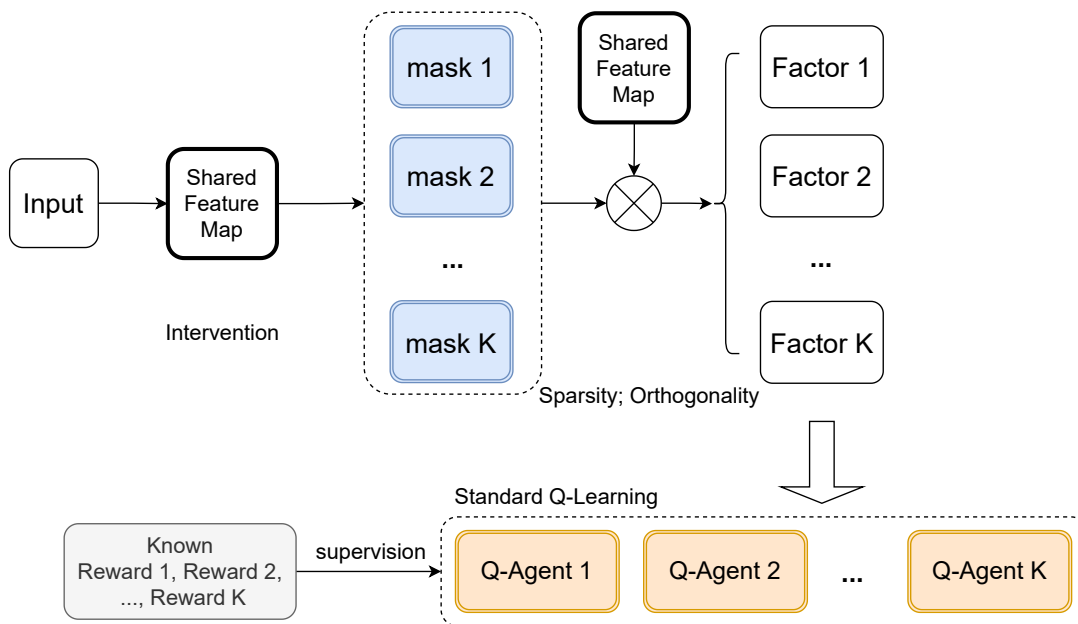 Input
Shared
Feature
Map
mask 1
mask 2
...
mask K
Shared
Feature
Map
Factor 1
Factor 2
...
Factor K
Intervention
Sparsity; Orthogonality
Standard Q-Learning
Known
Reward 1, Reward 2,
..., Reward K
supervision
Q-Agent 1
Q-Agent 2
...
Q-Agent K